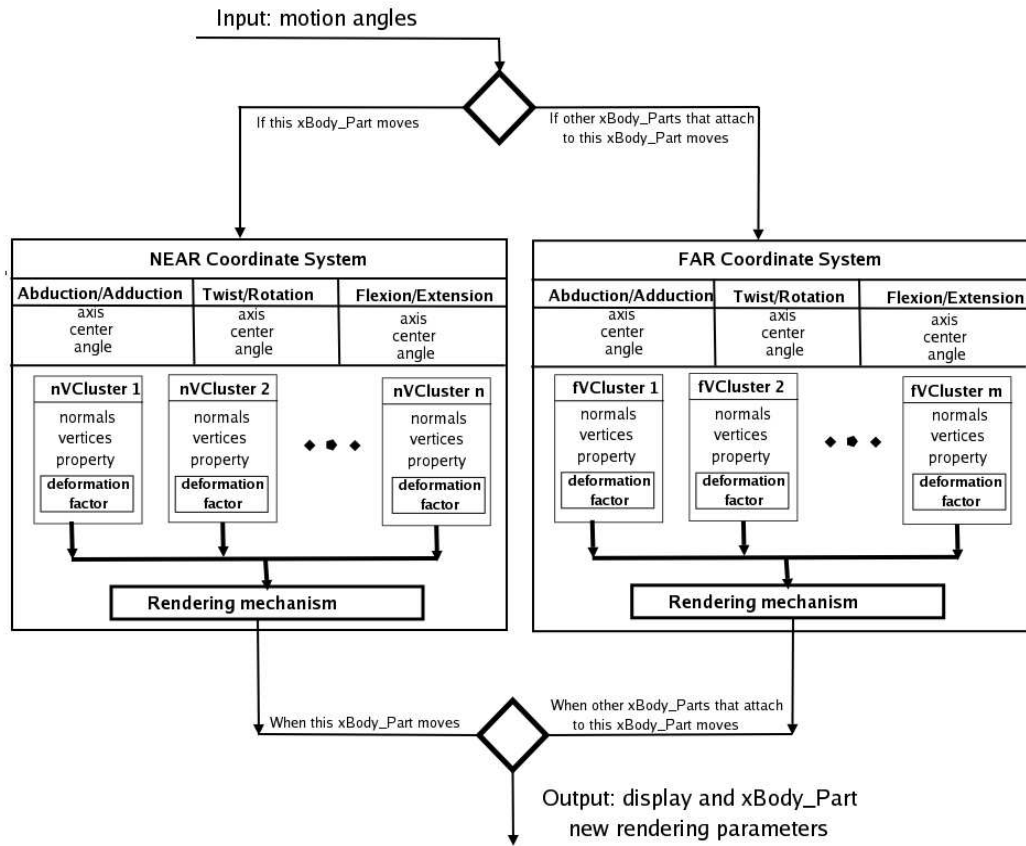 Input: motion angles
If this xBody_Part moves
If other xBody_Parts that attach
to this xBody_Part moves
NEAR Coordinate System
Abduction/Adduction
axis
center
angle
Twist/Rotation
axis
center
angle
Flexion/Extension
axis
center
angle
nVCluster 1
normals
vertices
property
deformation
factor
nVCluster 2
normals
vertices
property
deformation
factor
nVCluster n
normals
vertices
property
deformation
factor
Rendering mechanism
FAR Coordinate System
Abduction/Adduction
axis
center
angle
Twist/Rotation
axis
center
angle
Flexion/Extension
axis
center
angle
fVCluster 1
normals
vertices
property
deformation
factor
fVCluster 2
normals
vertices
property
deformation
factor
fVCluster m
normals
vertices
property
deformation
factor
Rendering mechanism
When this xBody_Part moves
When other xBody_Parts that attach
to this xBody_Part moves
Output: display and xBody_Part
new rendering parameters